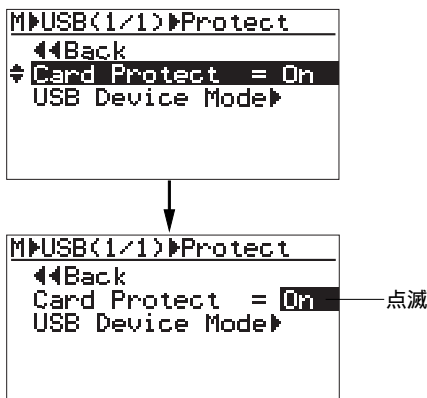 M▶USB(1/1)▶Protect
◀◀Back
Card Protect = On
USB Device Mode▶
M▶USB(1/1)▶Protect
◀◀Back
Card Protect = On
点滅
USB Device Mode▶